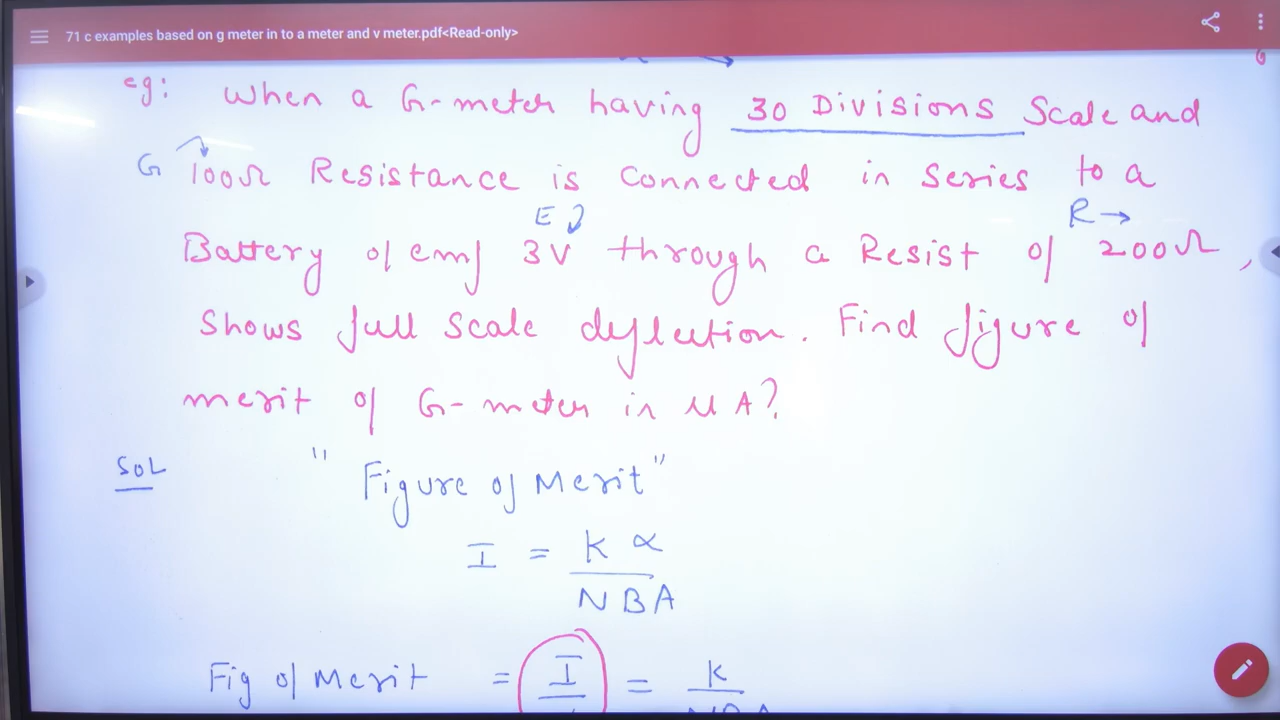 71 c examples based on g meter in to a meter and v meter.pdf<Read-only>
eg: When a G-meter having 30 Divisions Scale and
G 100Ω Resistance is connected in series to a
E R→
Battery of emf 3V through a Resist of 200Ω,
shows full scale deflection. Find figure of
merit of G-meter in μA?
SOL "Figure of Merit"
I = k α
NBA
Fig of Merit = I = k